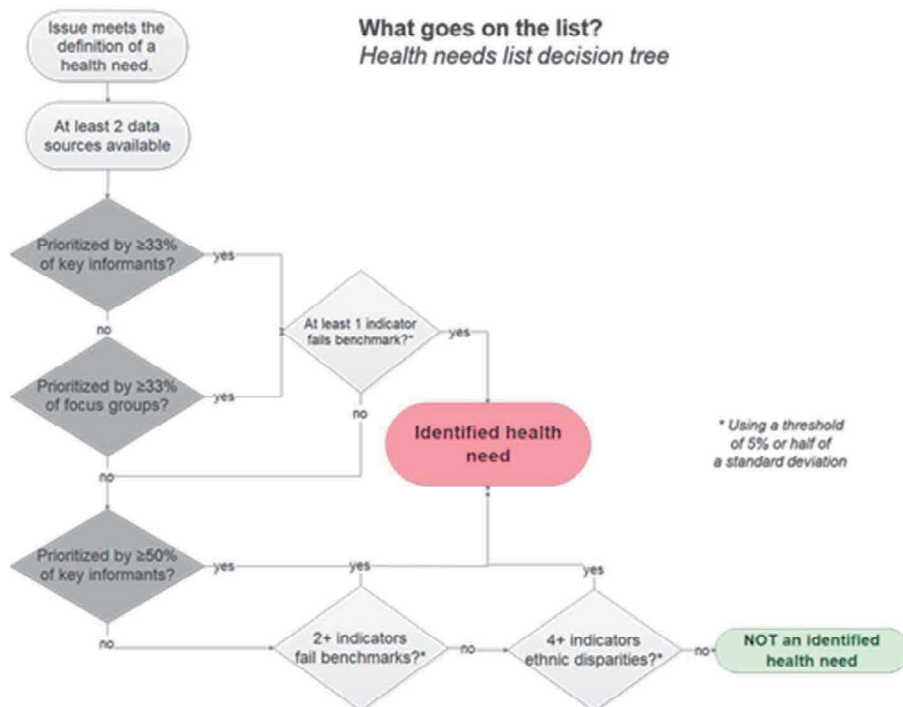 What goes on the list?
Health needs list decision tree
Issue meets the
definition of a
health need.
At least 2 data
sources available
Prioritized by ≥33%
of key informants?
yes
no
At least 1 indicator
fails benchmark?*
yes
no
Prioritized by ≥33%
of focus groups?
yes
no
Identified health
need
* Using a threshold
of 5% or half of
a standard deviation
Prioritized by ≥50%
of key informants?
yes
no
yes
2+ indicators
fail benchmarks?*
no
yes
4+ indicators
ethnic disparities?*
no
NOT an identified
health need